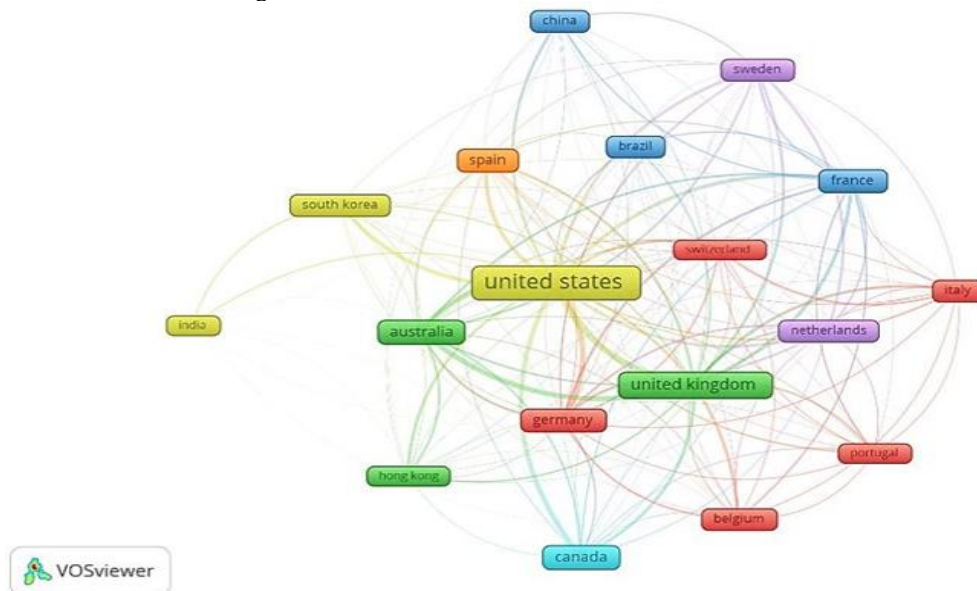 china
sweden
brazil
spain
france
south korea
switzerland
united states
italy
india
australia
netherlands
united kingdom
germany
portugal
hong kong
belgium
canada
VOSviewer